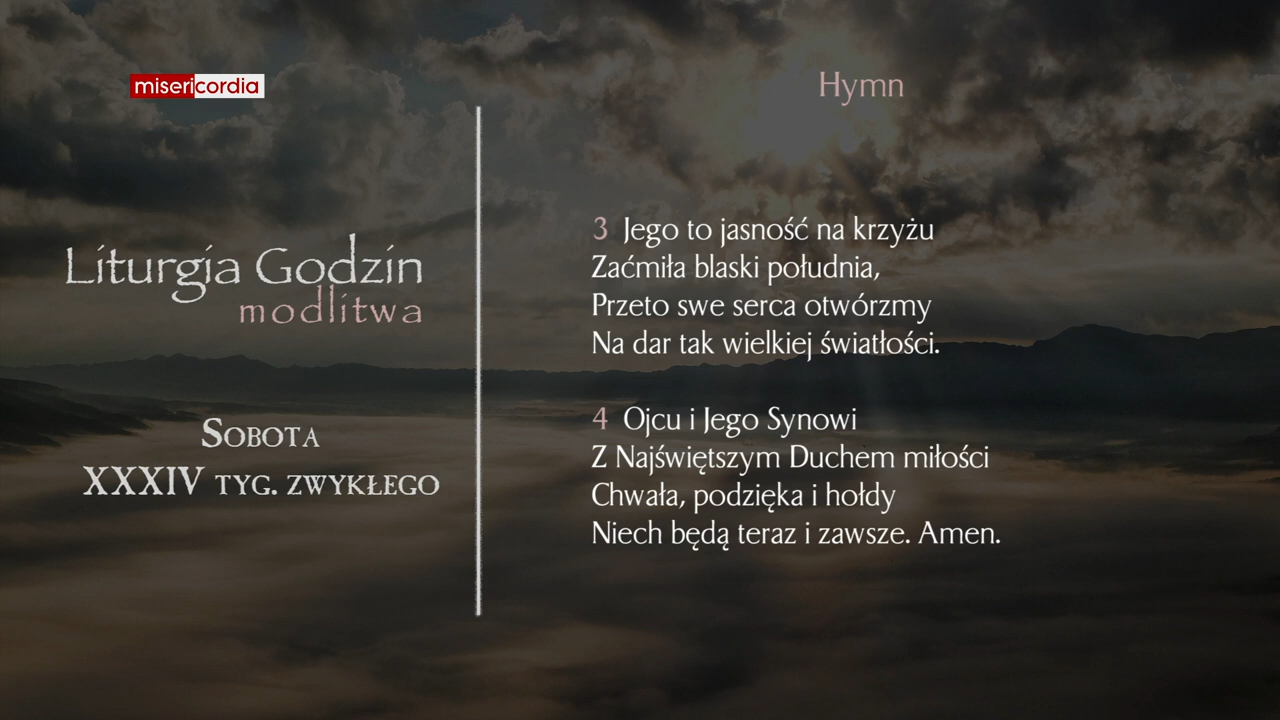 misericordia
Liturgia Godzin
modlitwa
Sobota
XXXIV tyg. zwykłego
Hymn
3 Jego to jasność na krzyżu
Zaćmiła blaski południa,
Przeto swe serca otwórzmy
Na dar tak wielkiej światłości.
4 Ojcu i Jego Synowi
Z Najświętszym Duchem miłości
Chwała, podzięka i hołdy
Niech będą teraz i zawsze. Amen.